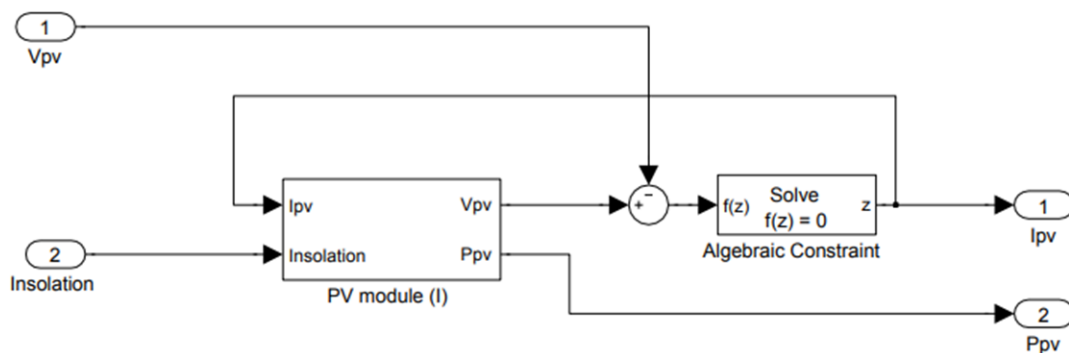 1
Vpv
Ipv
Insolation
Vpv
Ppv
PV module (I)
2
Insolation
−
+
f(z)
Solve
f(z) = 0
z
Algebraic Constraint
1
Ipv
2
Ppv